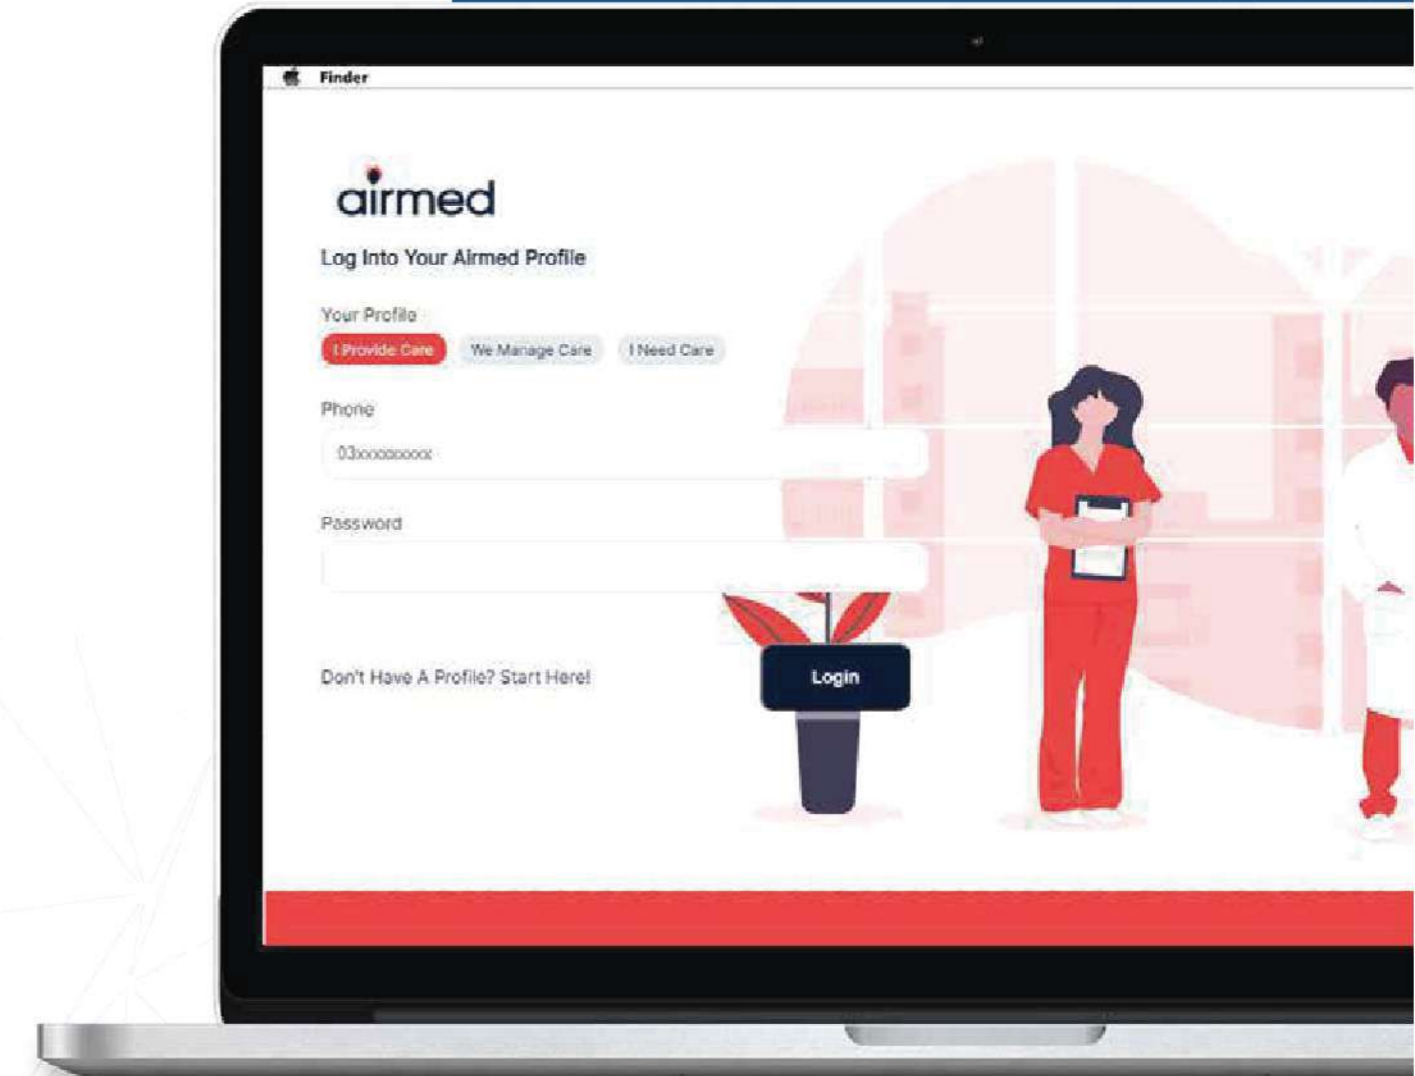 Finder
airmed
Log Into Your Airmed Profile
Your Profile
I Provide Care We Manage Care I Need Care
Phone
03xxxxxxxxx
Password
Don't Have A Profile? Start Here!
Login